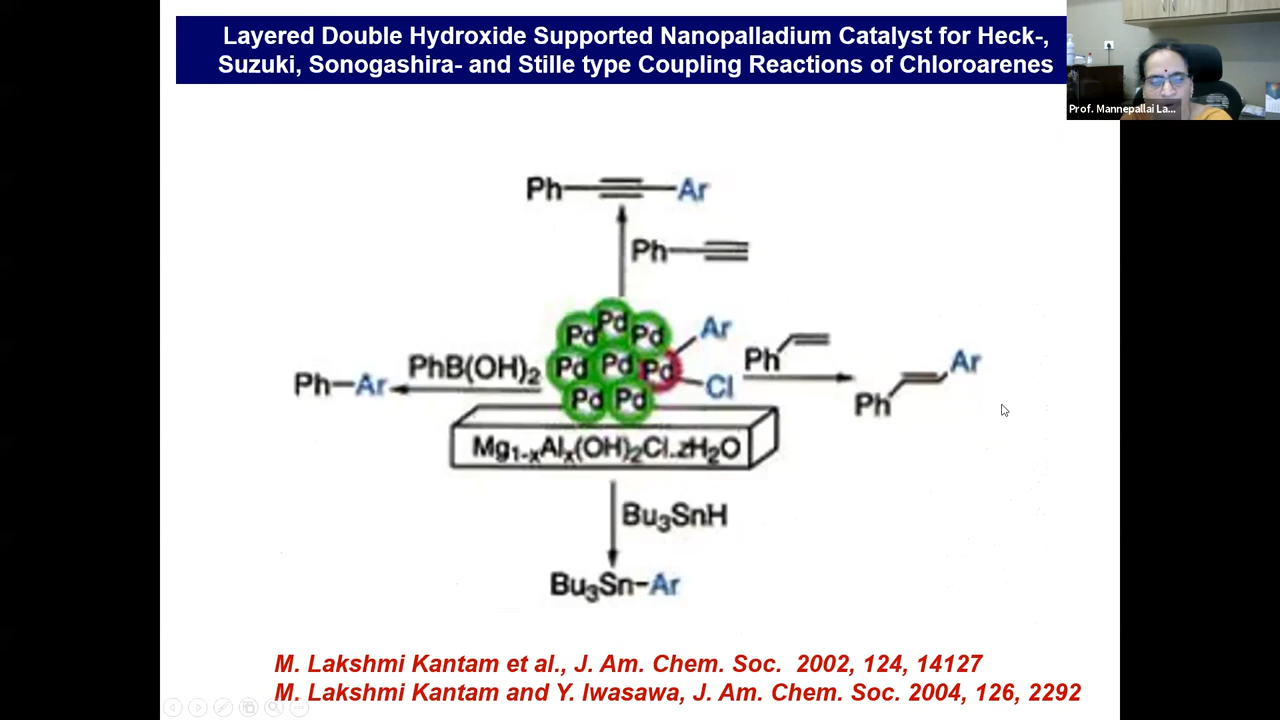 Layered Double Hydroxide Supported Nanopalladium Catalyst for Heck-,
Suzuki, Sonogashira- and Stille type Coupling Reactions of Chloroarenes
Prof. Mannepallai La...
Ph Ar
Ph
Pd Pd Pd Ar
Pd Pd Pd Cl
Pd Pd
PhB(OH)2
Ph–Ar
Ph
Ph Ar
Mg1-xAlx(OH)2Cl.zH2O
Bu3SnH
Bu3Sn–Ar
M. Lakshmi Kantam et al., J. Am. Chem. Soc. 2002, 124, 14127
M. Lakshmi Kantam and Y. Iwasawa, J. Am. Chem. Soc. 2004, 126, 2292